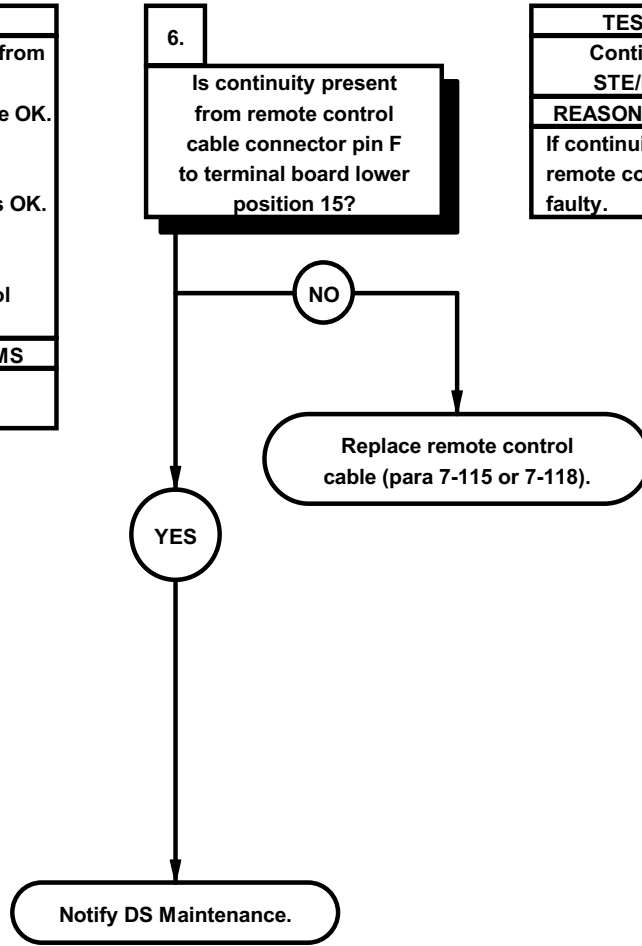 from
e OK.
s OK.
ol
MS
6.
Is continuity present
from remote control
cable connector pin F
to terminal board lower
position 15?
NO
Replace remote control
cable (para 7-115 or 7-118).
YES
Notify DS Maintenance.
TES
Conti
STE/
REASON
If continui
remote co
faulty.